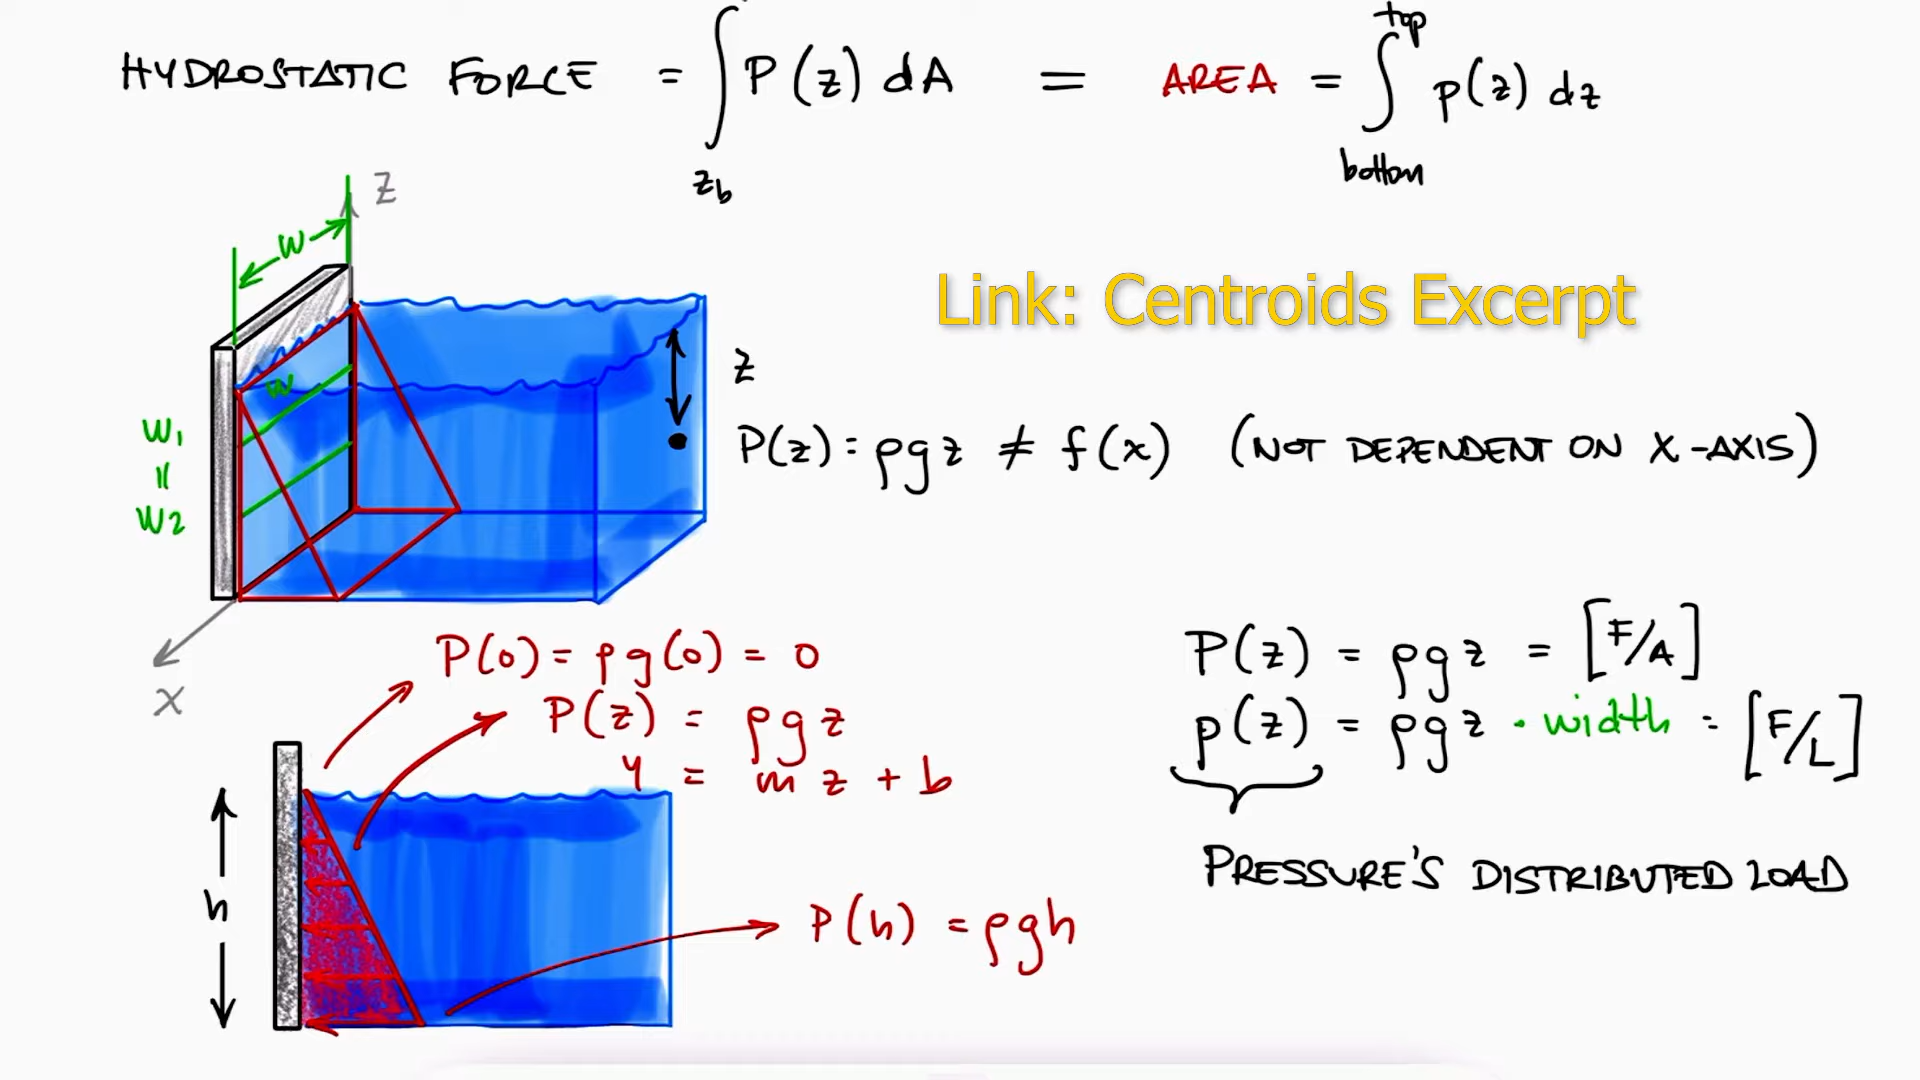 HYDROSTATIC FORCE = ∫ P(z) dA = AREA = ∫ p(z) dz
top
zb
bottom
z
w
Link: Centroids Excerpt
w
z
W1
=
W2
P(z) : ρgz ≠ f(x) (NOT DEPENDENT ON X-AXIS)
x
P(0) = ρg(0) = 0
P(z) = ρgz
y = mz + b
P(z) = ρgz = [F/A]
p(z) = ρgz · width = [F/L]
PRESSURE'S DISTRIBUTED LOAD
h
P(h) = ρgh